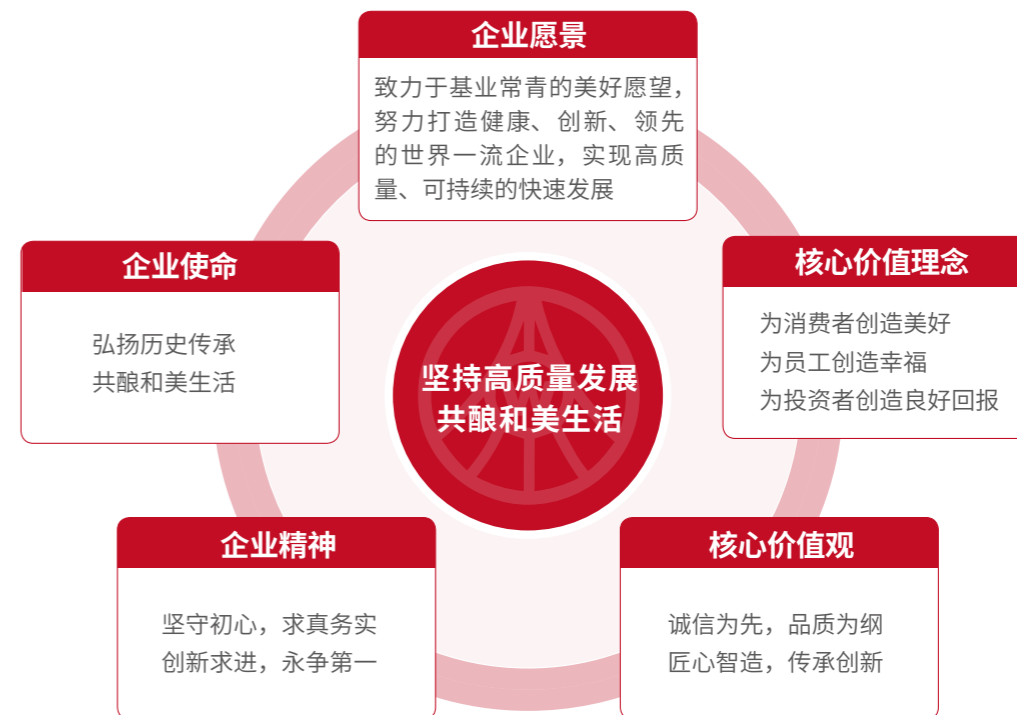 企业愿景
致力于基业常青的美好愿望，
努力打造健康、创新、领先
的世界一流企业，实现高质
量、可持续的快速发展
企业使命
弘扬历史传承
共酿和美生活
核心价值理念
为消费者创造美好
为员工创造幸福
为投资者创造良好回报
坚持高质量发展
共酿和美生活
企业精神
坚守初心，求真务实
创新求进，永争第一
核心价值观
诚信为先，品质为纲
匠心智造，传承创新